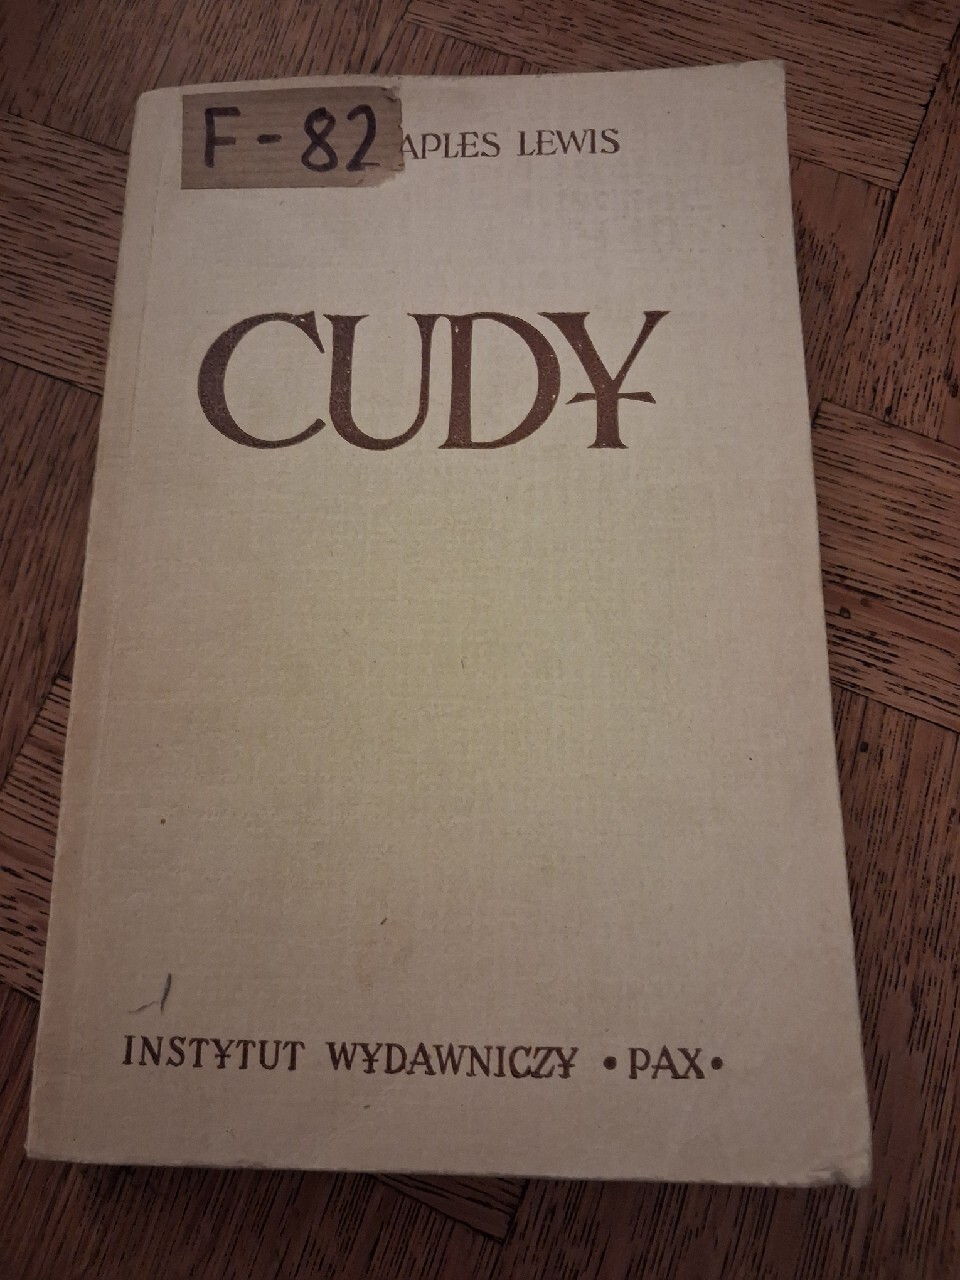 F-82
APLES LEWIS
CUDY
INSTYTUT WYDAWNICZY • PAX •